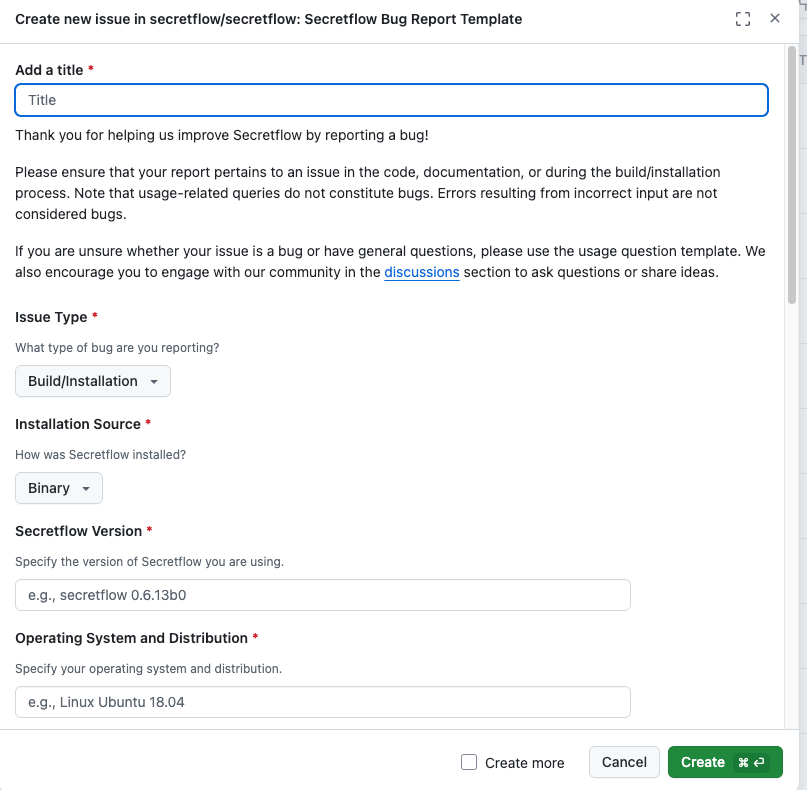 Create new issue in secretflow/secretflow: Secretflow Bug Report Template
Add a title *
Title
Thank you for helping us improve Secretflow by reporting a bug!
Please ensure that your report pertains to an issue in the code, documentation, or during the build/installation
process. Note that usage-related queries do not constitute bugs. Errors resulting from incorrect input are not
considered bugs.
If you are unsure whether your issue is a bug or have general questions, please use the usage question template. We
also encourage you to engage with our community in the discussions section to ask questions or share ideas.
Issue Type *
What type of bug are you reporting?
Build/Installation
Installation Source *
How was Secretflow installed?
Binary
Secretflow Version *
Specify the version of Secretflow you are using.
e.g., secretflow 0.6.13b0
Operating System and Distribution *
Specify your operating system and distribution.
e.g., Linux Ubuntu 18.04
Create more
Cancel
Create ⌘ ⏎